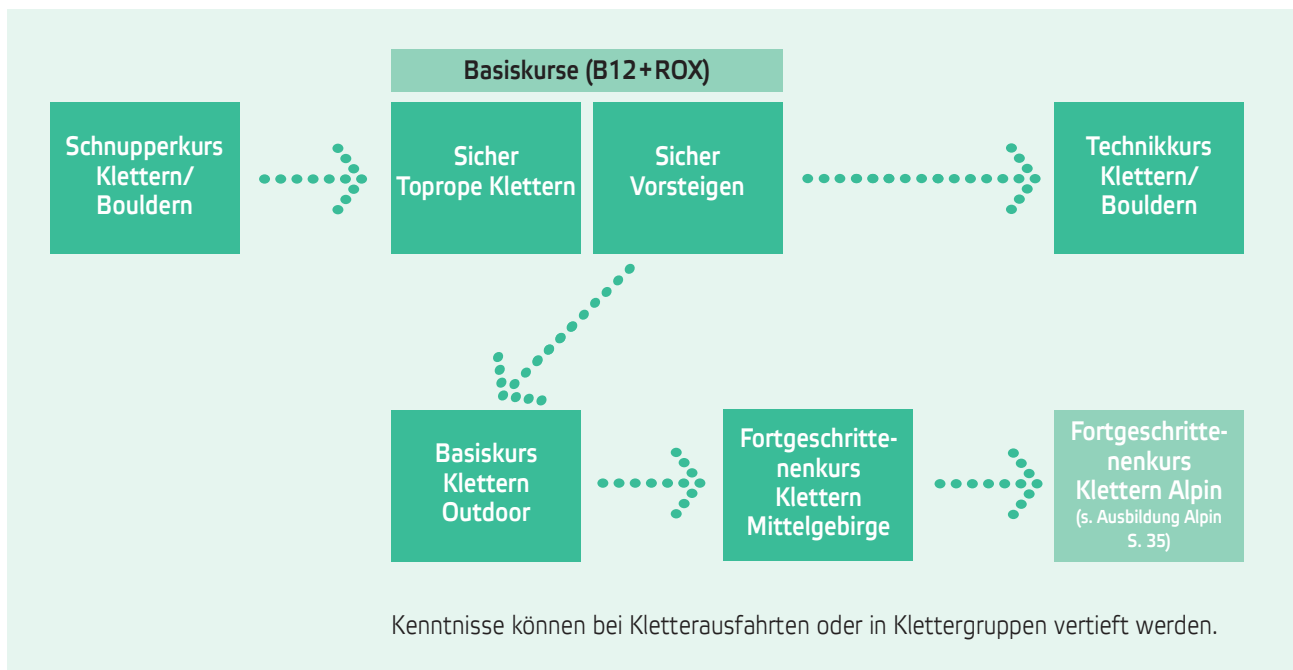 Basiskurse (B12+ROX)
Schnupperkurs
Klettern/
Bouldern
Sicher
Toprope Klettern
Sicher
Vorsteigen
Technikkurs
Klettern/
Bouldern
Basiskurs
Klettern
Outdoor
Fortgeschritte-
nenkurs
Klettern
Mittelgebirge
Fortgeschritte-
nenkurs
Klettern Alpin
(s. Ausbildung Alpin
S. 35)
Kenntnisse können bei Kletterausfahrten oder in Klettergruppen vertieft werden.